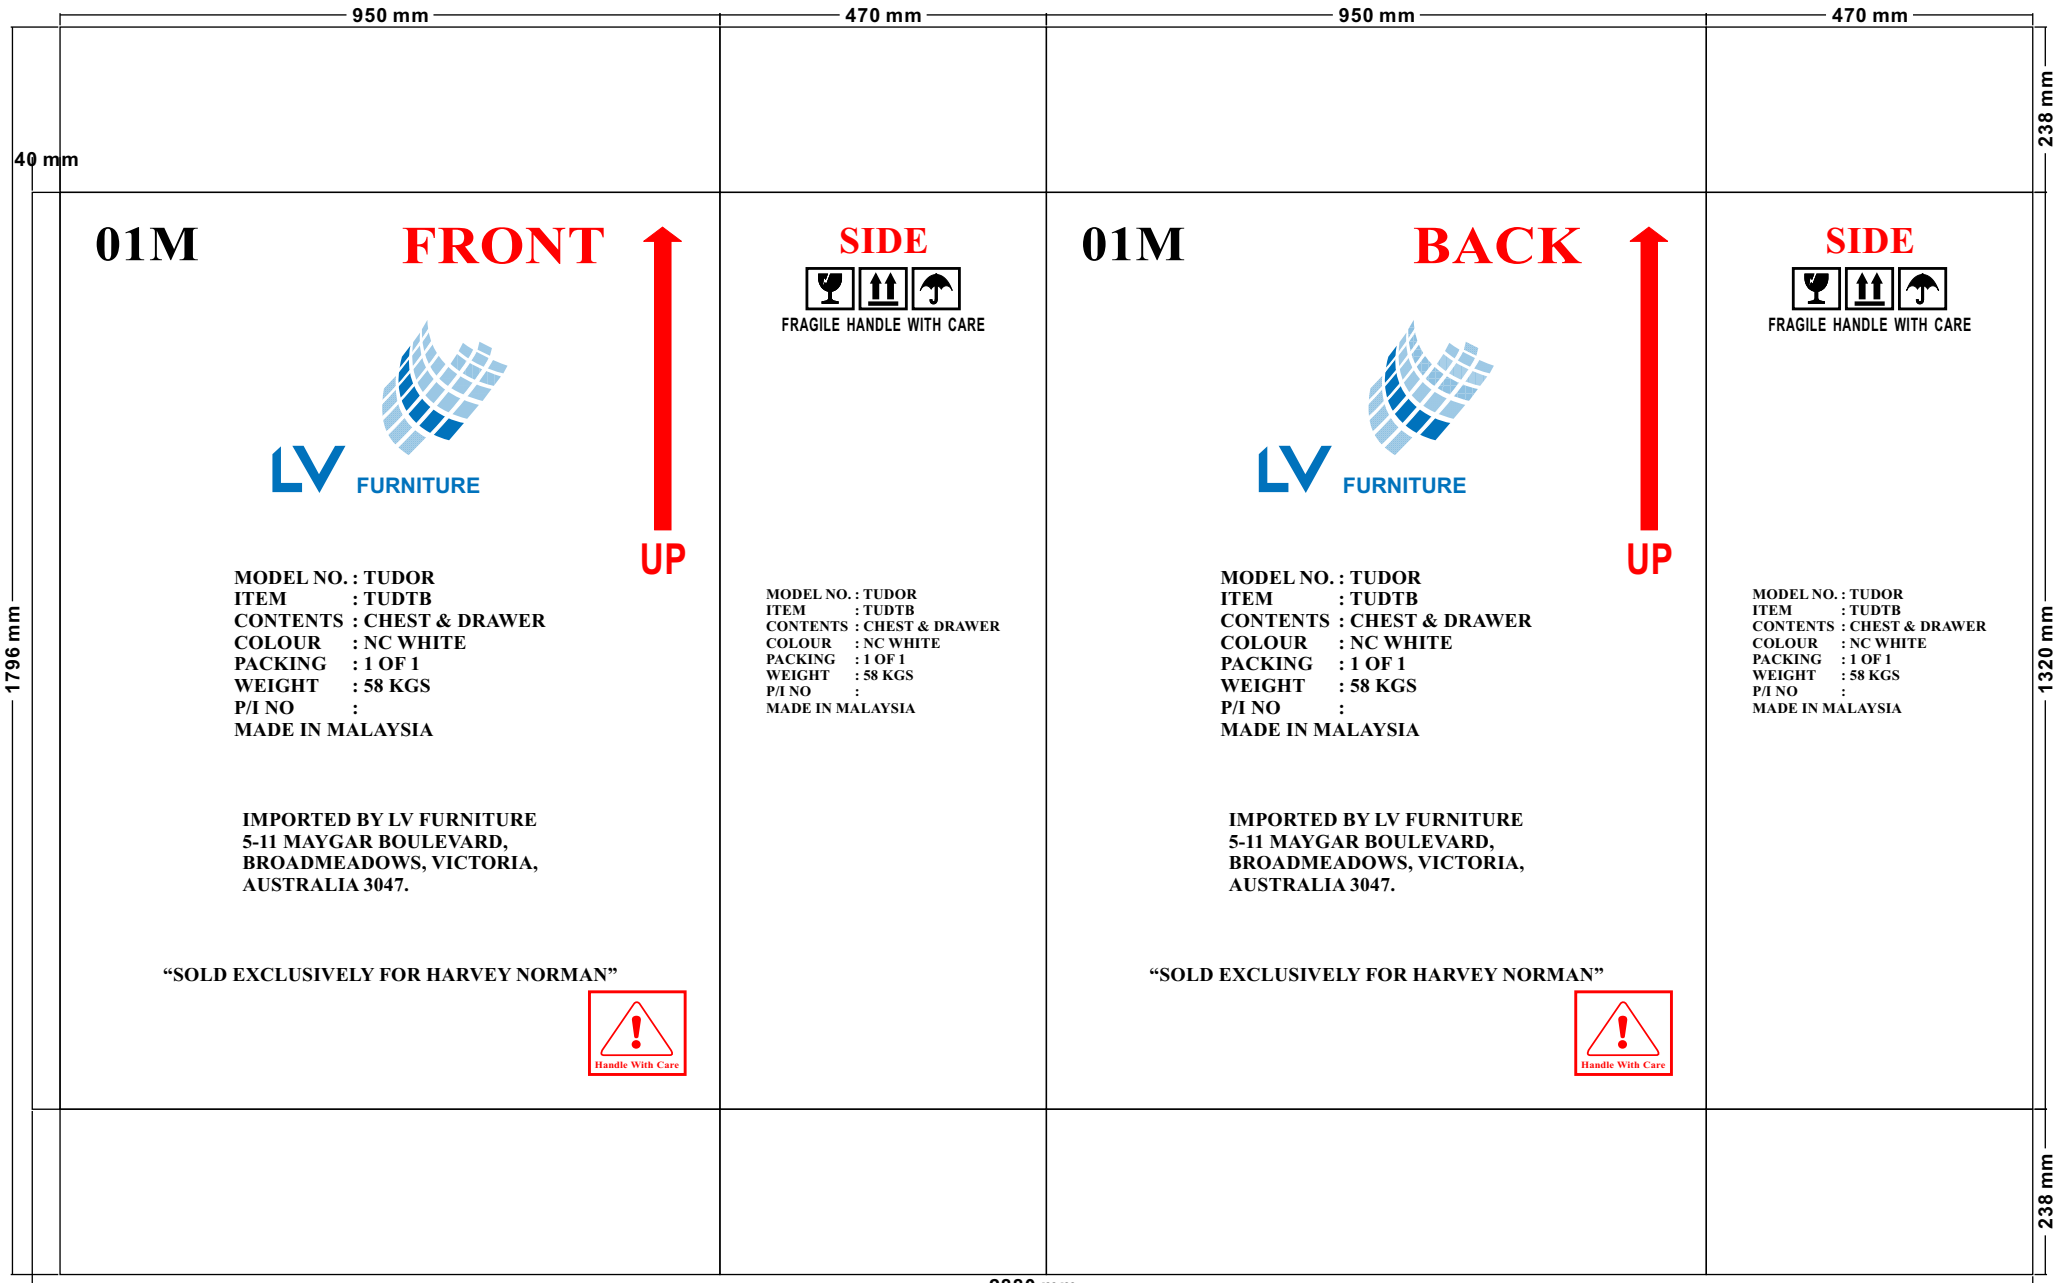 950 mm
470 mm
950 mm
470 mm
238 mm
40 mm
01M
FRONT
UP
LV FURNITURE
MODEL NO. : TUDOR
ITEM : TUDTB
CONTENTS : CHEST & DRAWER
COLOUR : NC WHITE
PACKING : 1 OF 1
WEIGHT : 58 KGS
P/I NO :
MADE IN MALAYSIA
IMPORTED BY LV FURNITURE
5-11 MAYGAR BOULEVARD,
BROADMEADOWS, VICTORIA,
AUSTRALIA 3047.
“SOLD EXCLUSIVELY FOR HARVEY NORMAN”
Handle With Care
SIDE
FRAGILE HANDLE WITH CARE
MODEL NO. : TUDOR
ITEM : TUDTB
CONTENTS : CHEST & DRAWER
COLOUR : NC WHITE
PACKING : 1 OF 1
WEIGHT : 58 KGS
P/I NO :
MADE IN MALAYSIA
01M
BACK
UP
LV FURNITURE
MODEL NO. : TUDOR
ITEM : TUDTB
CONTENTS : CHEST & DRAWER
COLOUR : NC WHITE
PACKING : 1 OF 1
WEIGHT : 58 KGS
P/I NO :
MADE IN MALAYSIA
IMPORTED BY LV FURNITURE
5-11 MAYGAR BOULEVARD,
BROADMEADOWS, VICTORIA,
AUSTRALIA 3047.
“SOLD EXCLUSIVELY FOR HARVEY NORMAN”
Handle With Care
SIDE
FRAGILE HANDLE WITH CARE
MODEL NO. : TUDOR
ITEM : TUDTB
CONTENTS : CHEST & DRAWER
COLOUR : NC WHITE
PACKING : 1 OF 1
WEIGHT : 58 KGS
P/I NO :
MADE IN MALAYSIA
1796 mm
1320 mm
238 mm